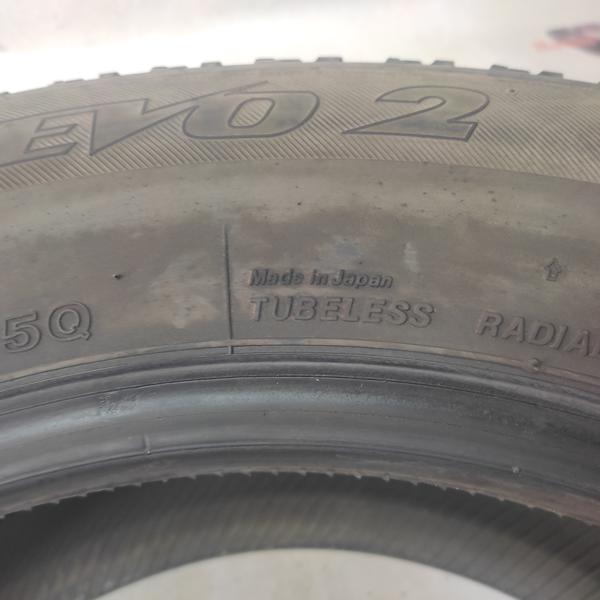 EVO 2
5Q
Made in Japan
TUBELESS RADIAL